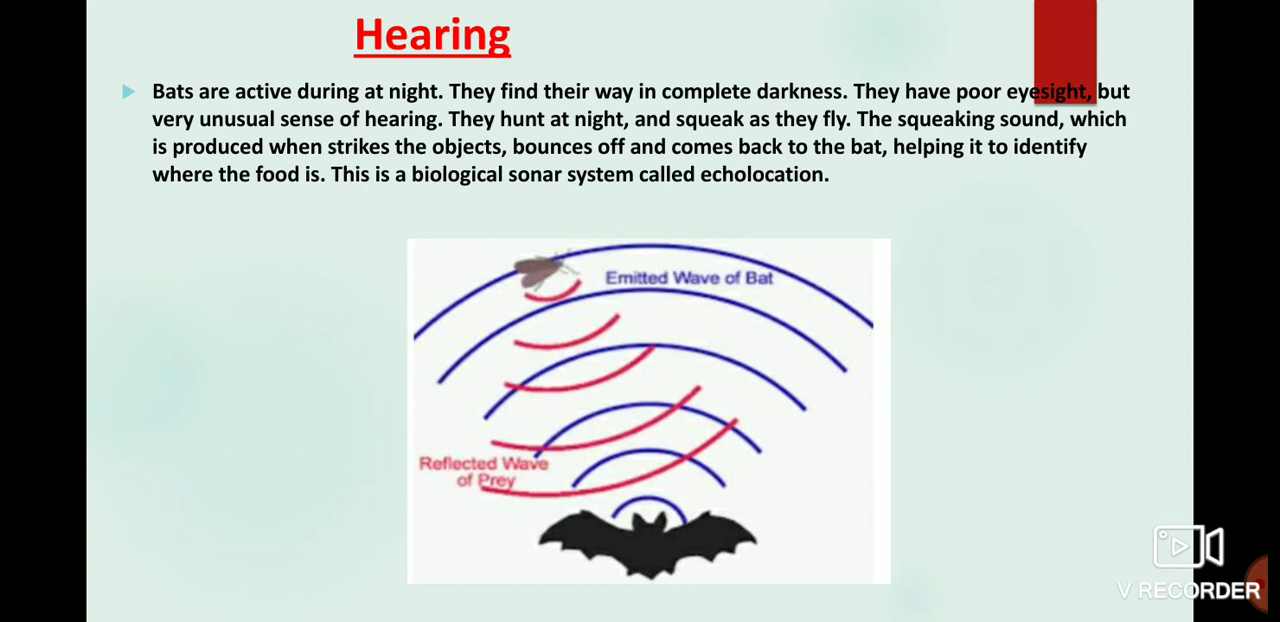 Hearing
Bats are active during at night. They find their way in complete darkness. They have poor eyesight, but
very unusual sense of hearing. They hunt at night, and squeak as they fly. The squeaking sound, which
is produced when strikes the objects, bounces off and comes back to the bat, helping it to identify
where the food is. This is a biological sonar system called echolocation.
Emitted Wave of Bat
Reflected Wave
of Prey
V RECORDER